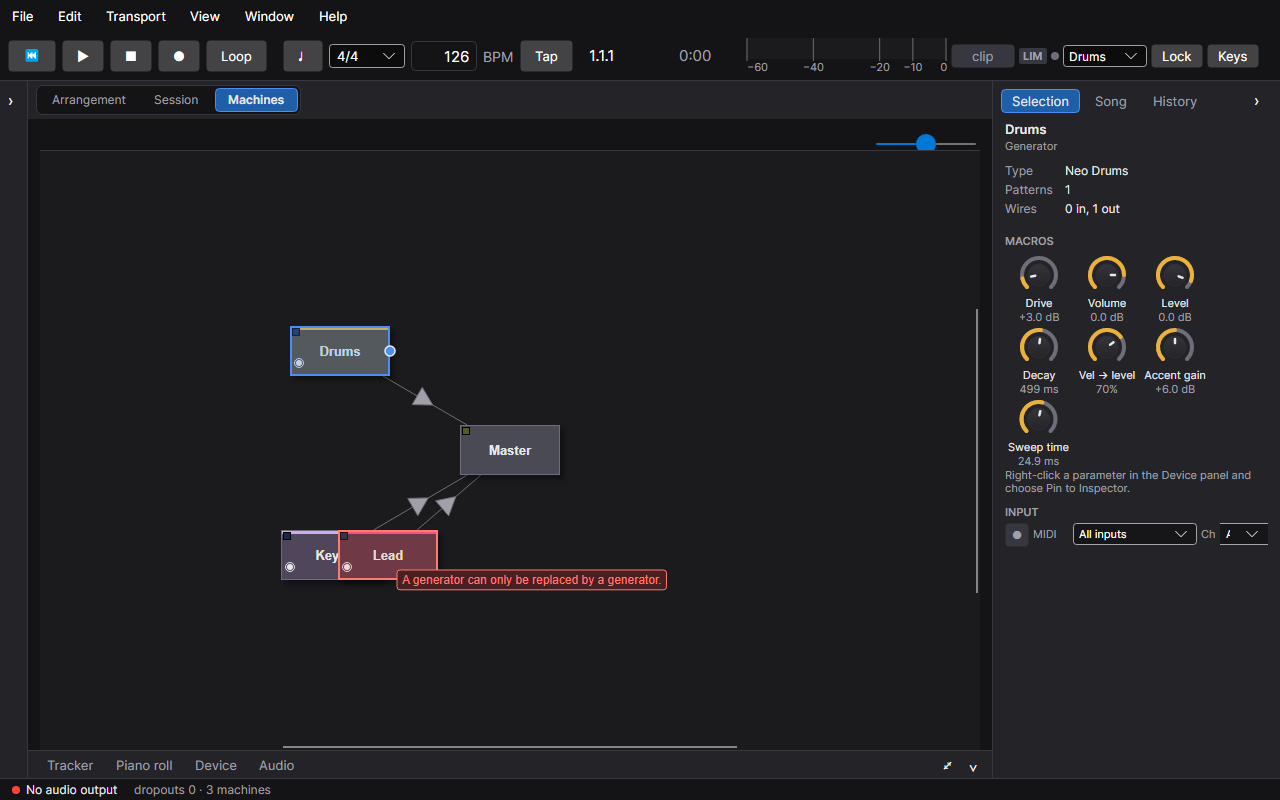 File Edit Transport View Window Help
Loop 4/4 126 BPM Tap 1.1.1 0:00 −60 −40 −20 −10 0 clip LIM Drums Lock Keys
Arrangement Session Machines
Selection Song History
Drums
Generator
Type Neo Drums
Patterns 1
Wires 0 in, 1 out
MACROS
Drive Volume Level
+3.0 dB 0.0 dB 0.0 dB
Decay Vel → level Accent gain
499 ms 70% +6.0 dB
Sweep time
24.9 ms
Right-click a parameter in the Device panel and
choose Pin to Inspector.
INPUT
MIDI All inputs Ch
Drums
Master
Key Lead
A generator can only be replaced by a generator.
Tracker Piano roll Device Audio
No audio output dropouts 0 · 3 machines